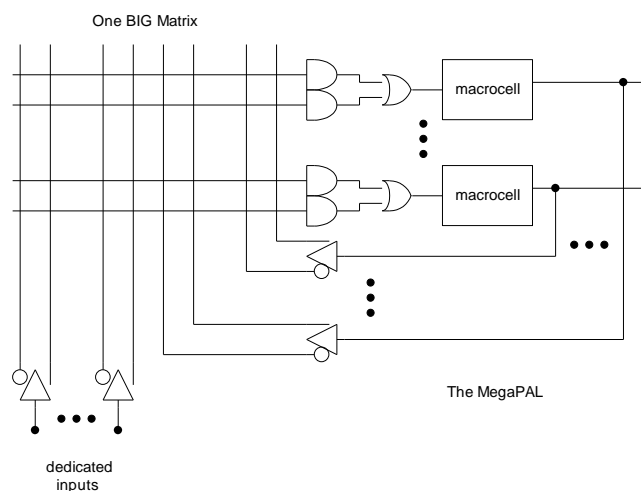 One BIG Matrix
macrocell
macrocell
The MegaPAL
dedicated
inputs